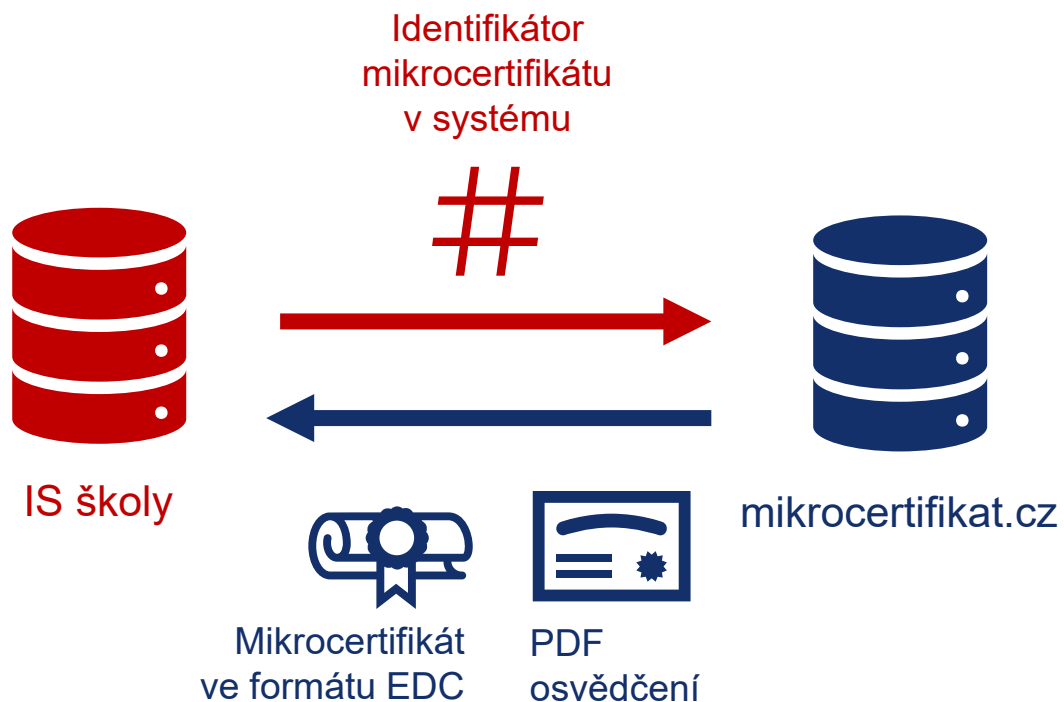 Identifikátor
mikrocertifikátu
v systému
#
IS školy
mikrocertifikat.cz
Mikrocertifikát
ve formátu EDC
PDF
osvědčení